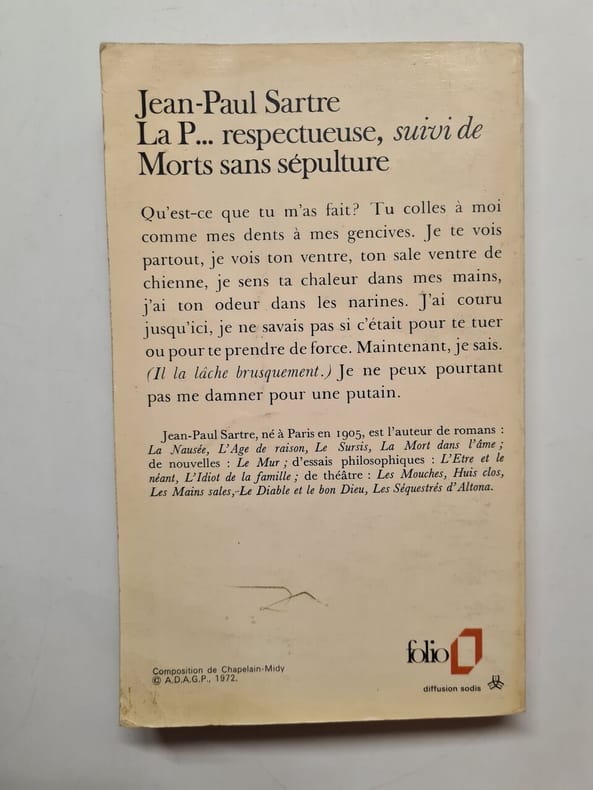 Jean-Paul Sartre
La P... respectueuse, suivi de
Morts sans sépulture
Qu'est-ce que tu m'as fait? Tu colles à moi
comme mes dents à mes gencives. Je te vois
partout, je vois ton ventre, ton sale ventre de
chienne, je sens ta chaleur dans mes mains,
j'ai ton odeur dans les narines. J'ai couru
jusqu'ici, je ne savais pas si c'était pour te tuer
ou pour te prendre de force. Maintenant, je sais.
(Il la lâche brusquement.) Je ne peux pourtant
pas me damner pour une putain.
Jean-Paul Sartre, né à Paris en 1905, est l'auteur de romans :
La Nausée, L'Age de raison, Le Sursis, La Mort dans l'âme ;
de nouvelles : Le Mur ; d'essais philosophiques : L'Etre et le
néant, L'Idiot de la famille ; de théâtre : Les Mouches, Huis clos,
Les Mains sales, Le Diable et le bon Dieu, Les Séquestrés d'Altona.
folio
Composition de Chapelain-Midy
© A.D.A.G.P., 1972.
diffusion sodis